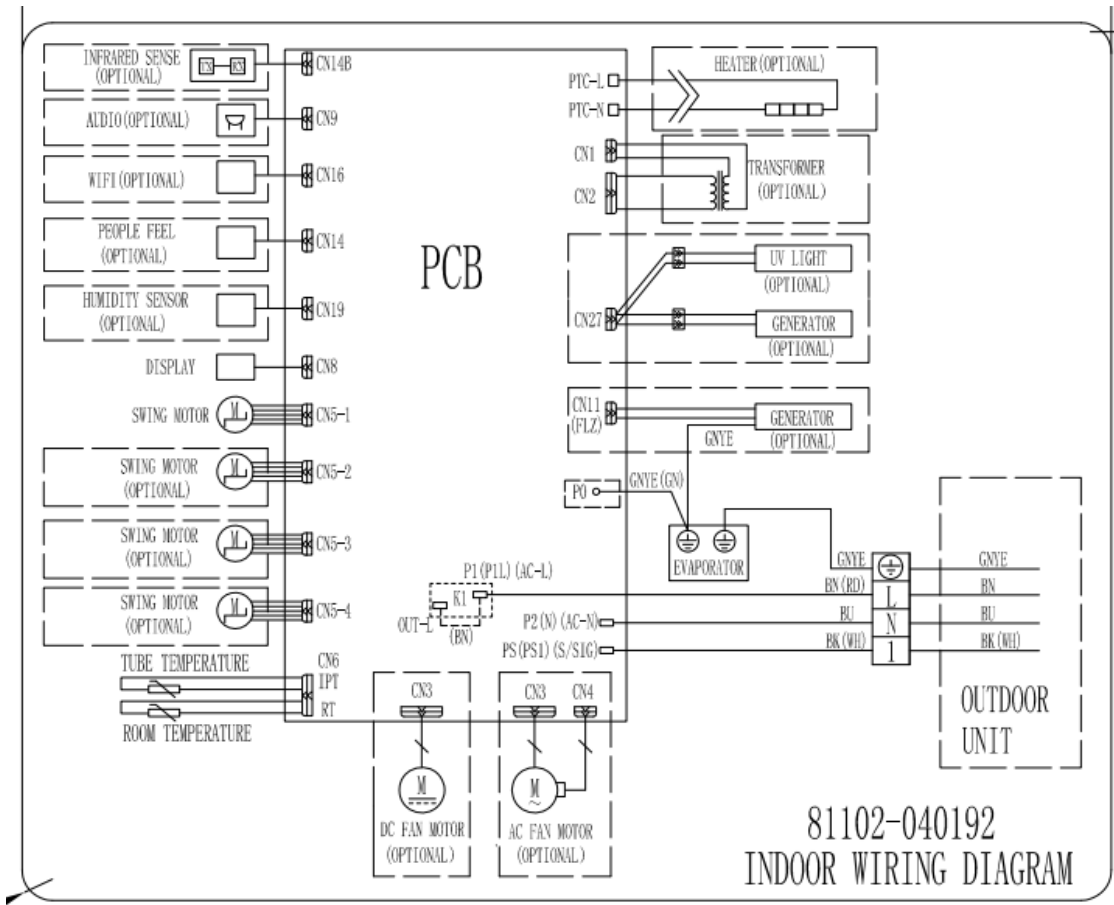 INFRARED SENSE
(OPTIONAL)
TX
RX
CN14B
AUDIO(OPTIONAL)
CN9
WIFI(OPTIONAL)
CN16
PEOPLE FEEL
(OPTIONAL)
CN14
HUMIDITY SENSOR
(OPTIONAL)
CN19
DISPLAY
CN8
SWING MOTOR
M
CN5-1
SWING MOTOR
(OPTIONAL)
M
CN5-2
SWING MOTOR
(OPTIONAL)
M
CN5-3
SWING MOTOR
(OPTIONAL)
M
CN5-4
TUBE TEMPERATURE
CN6
IPT
RT
ROOM TEMPERATURE
PCB
PTC-L
PTC-N
HEATER(OPTIONAL)
CN1
CN2
TRANSFORMER
(OPTIONAL)
CN27
UV LIGHT
(OPTIONAL)
GENERATOR
(OPTIONAL)
CN11
(FLZ)
GENERATOR
(OPTIONAL)
GNYE
P0
GNYE(GN)
EVAPORATOR
P1(P1L)(AC-L)
K1
OUT-L
(BN)
P2(N)(AC-N)
PS(PS1)(S/SIG)
GNYE
BN(RD)
BU
BK(WH)
L
N
1
GNYE
BN
BU
BK(WH)
OUTDOOR
UNIT
CN3
M
DC FAN MOTOR
(OPTIONAL)
CN3
CN4
M
~
AC FAN MOTOR
(OPTIONAL)
81102-040192
INDOOR WIRING DIAGRAM